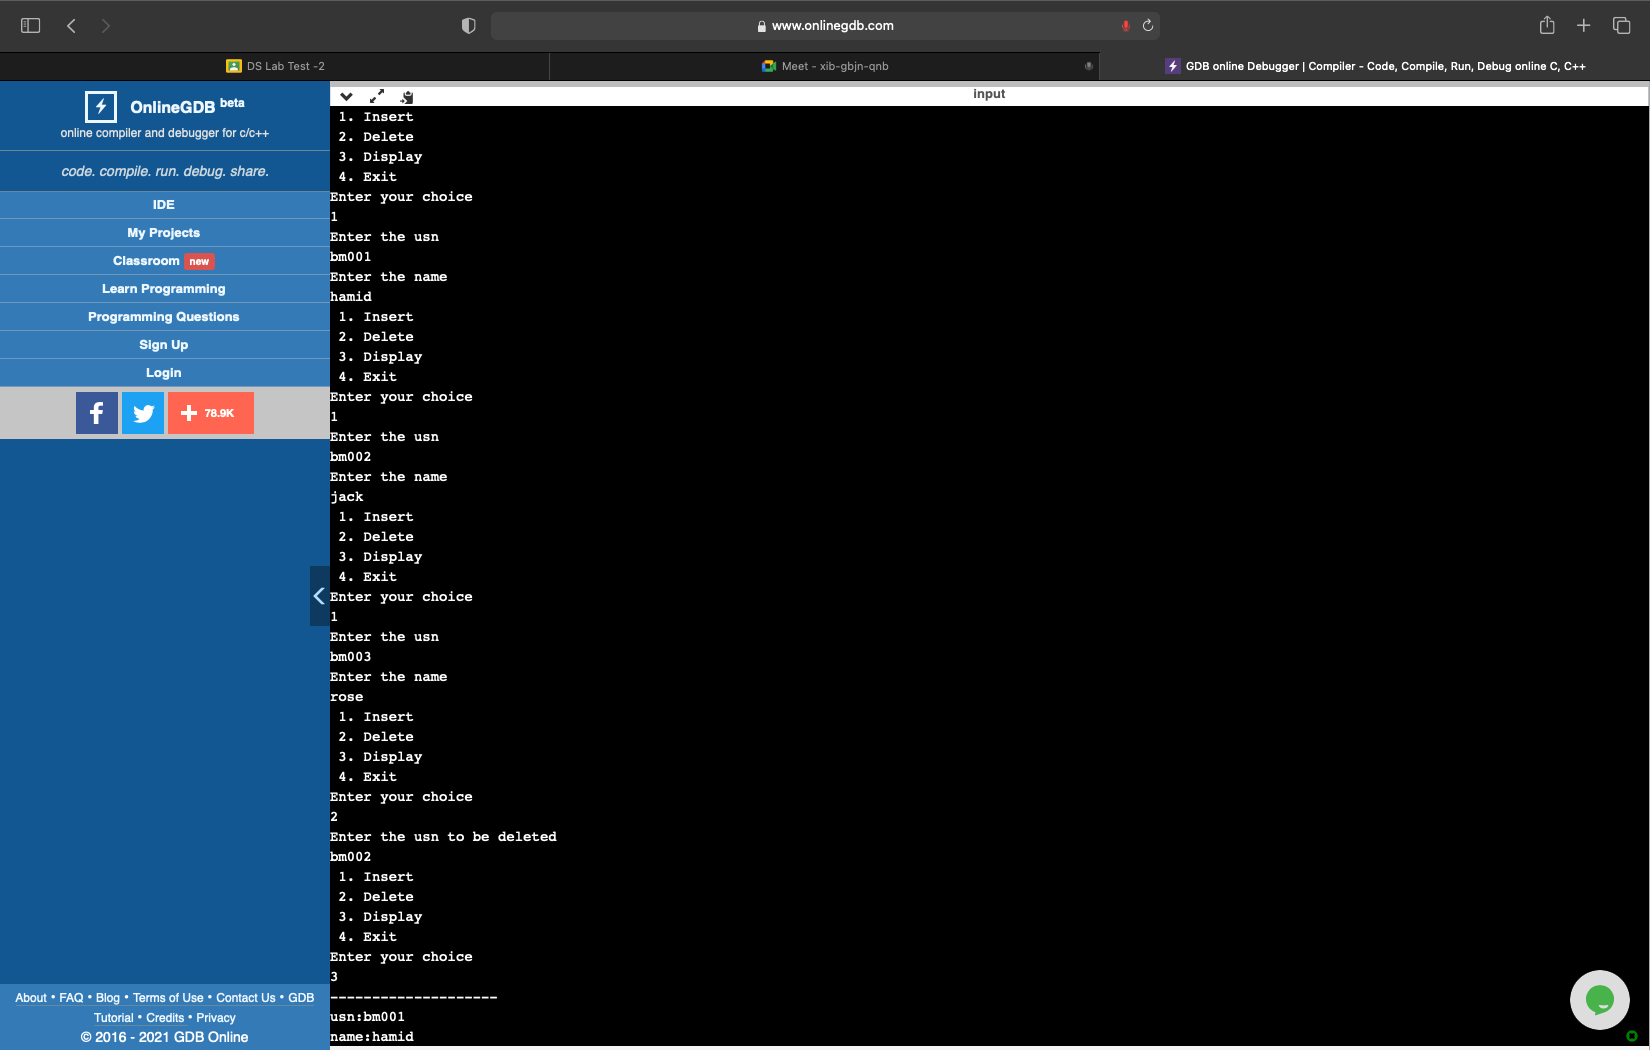 www.onlinegdb.com
DS Lab Test -2
Meet - xib-gbjn-qnb
GDB online Debugger | Compiler - Code, Compile, Run, Debug online C, C++
OnlineGDB beta
online compiler and debugger for c/c++
code. compile. run. debug. share.
IDE
My Projects
Classroom new
Learn Programming
Programming Questions
Sign Up
Login
78.9K
About • FAQ • Blog • Terms of Use • Contact Us • GDB
Tutorial • Credits • Privacy
© 2016 - 2021 GDB Online
input
1. Insert
2. Delete
3. Display
4. Exit
Enter your choice
1
Enter the usn
bm001
Enter the name
hamid
1. Insert
2. Delete
3. Display
4. Exit
Enter your choice
1
Enter the usn
bm002
Enter the name
jack
1. Insert
2. Delete
3. Display
4. Exit
Enter your choice
1
Enter the usn
bm003
Enter the name
rose
1. Insert
2. Delete
3. Display
4. Exit
Enter your choice
2
Enter the usn to be deleted
bm002
1. Insert
2. Delete
3. Display
4. Exit
Enter your choice
3
--------------------
usn:bm001
name:hamid